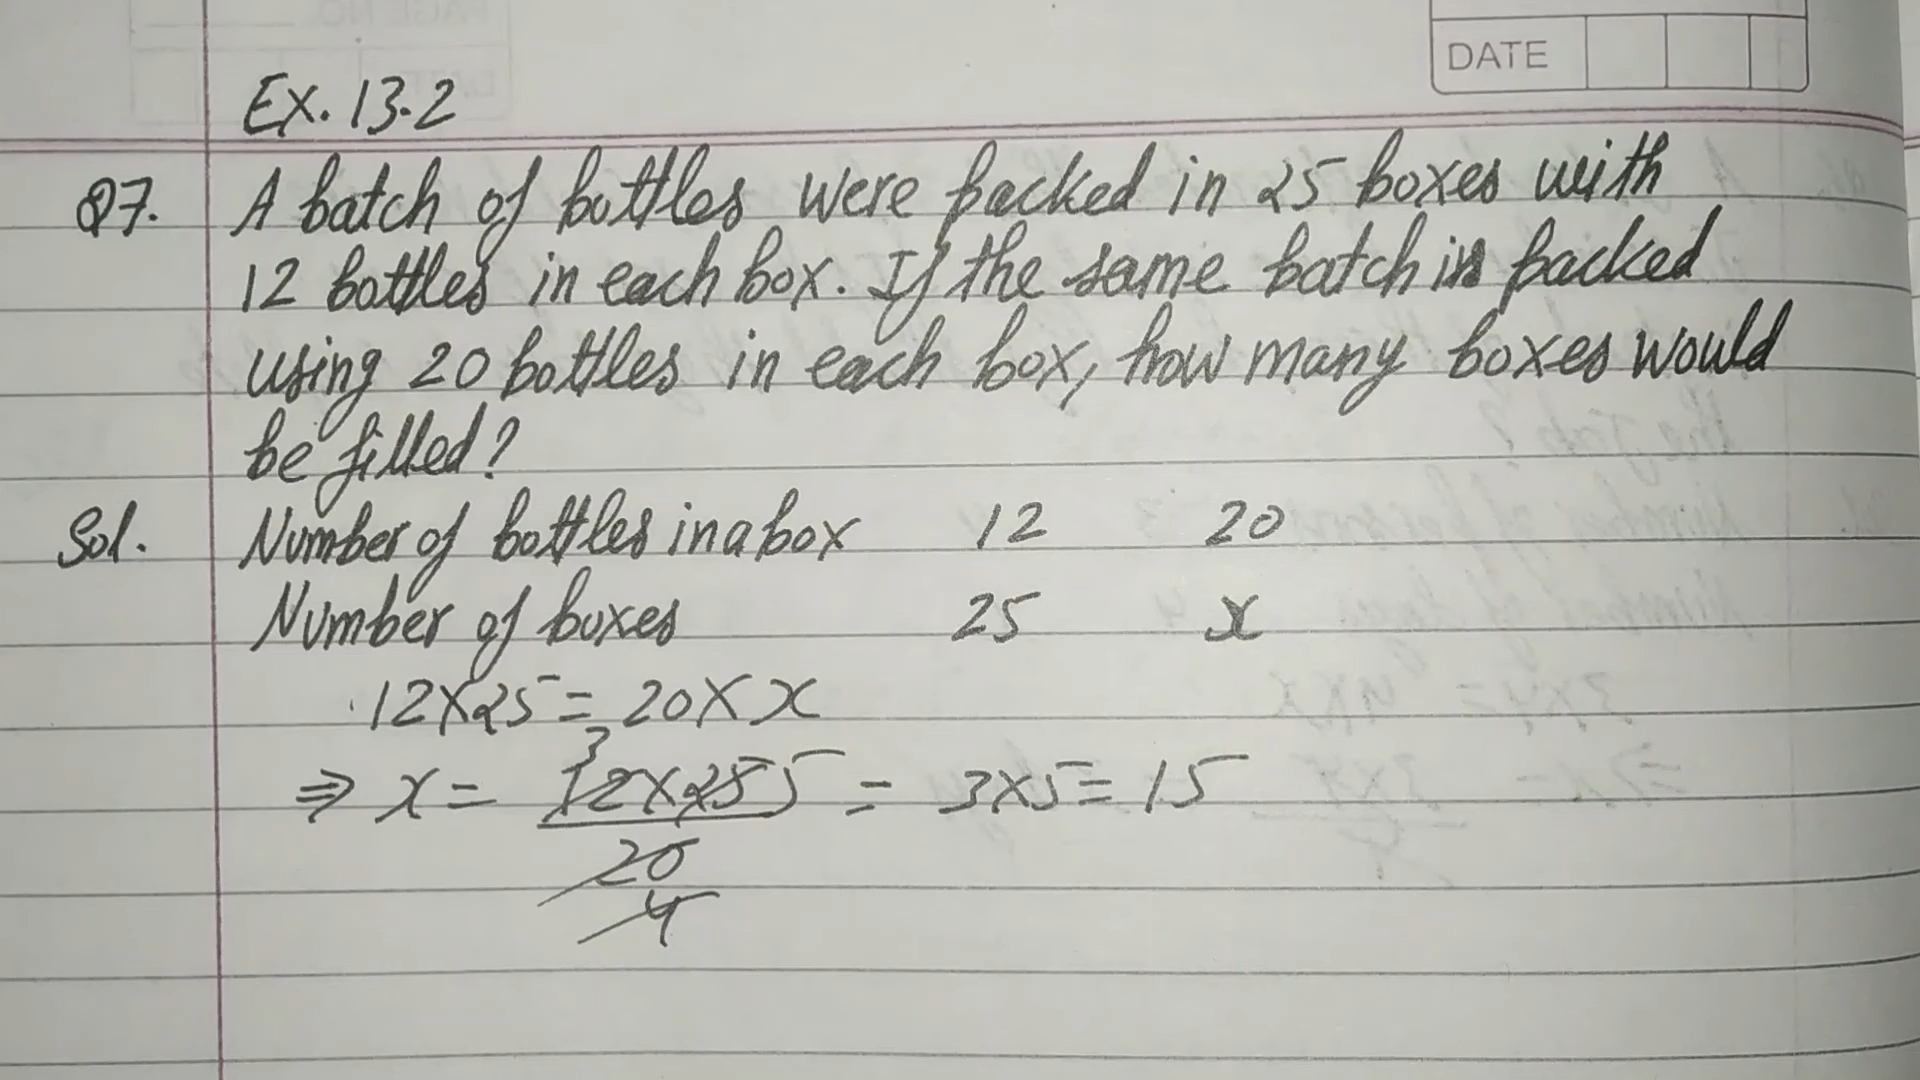 DATE
Ex. 13.2
Q7. A batch of bottles were packed in 25 boxes with
12 bottles in each box. If the same batch is packed
using 20 bottles in each box, how many boxes would
be filled?
Sol. Number of bottles in a box 12 20
Number of boxes 25 x
12×25 = 20×x
3
⇒ x = 12×25 5 = 3×5 = 15
20
4